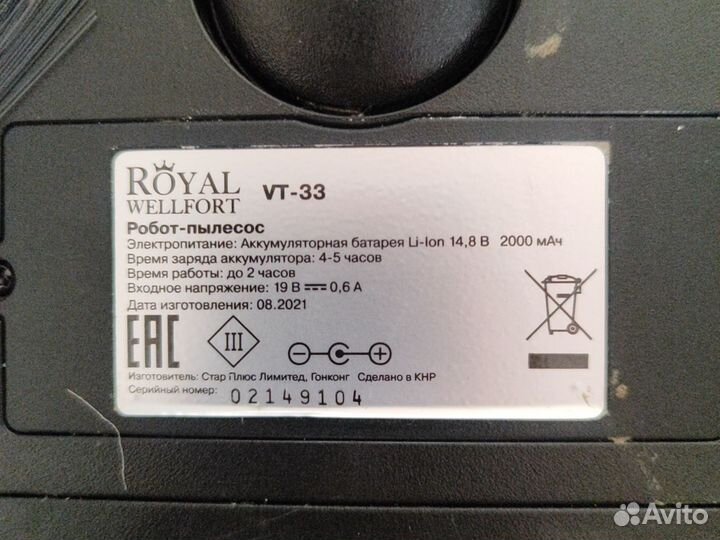 ROYAL
WELLFORT
VT-33
Робот-пылесос
Электропитание: Аккумуляторная батарея Li-Ion 14,8 В 2000 мАч
Время заряда аккумулятора: 4-5 часов
Время работы: до 2 часов
Входное напряжение: 19 В 0,6 А
Дата изготовления: 08.2021
EAC
III
Изготовитель: Стар Плюс Лимитед, Гонконг Сделано в КНР
Серийный номер: 02149104
Avito